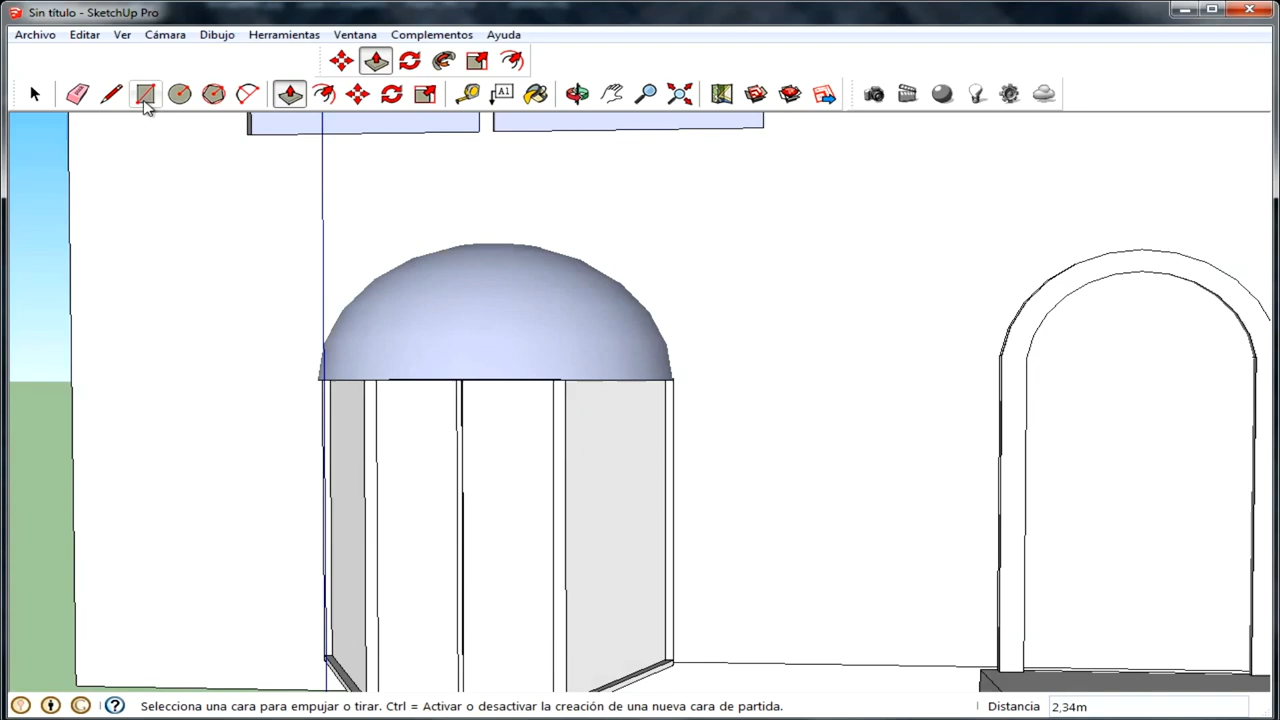 Sin título - SketchUp Pro
Archivo Editar Ver Cámara Dibujo Herramientas Ventana Complementos Ayuda
A1
Selecciona una cara para empujar o tirar. Ctrl = Activar o desactivar la creación de una nueva cara de partida. Distancia 2,34m